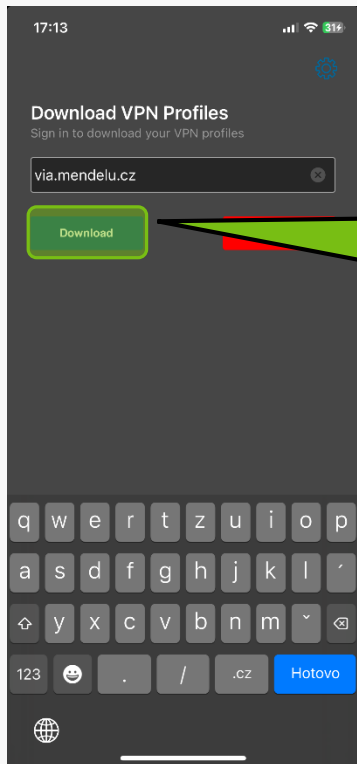 17:13
31
Download VPN Profiles
Sign in to download your VPN profiles
via.mendelu.cz
Download
q w e r t z u i o p
a s d f g h j k l ´
y x c v b n m ˇ
123 . / .cz Hotovo